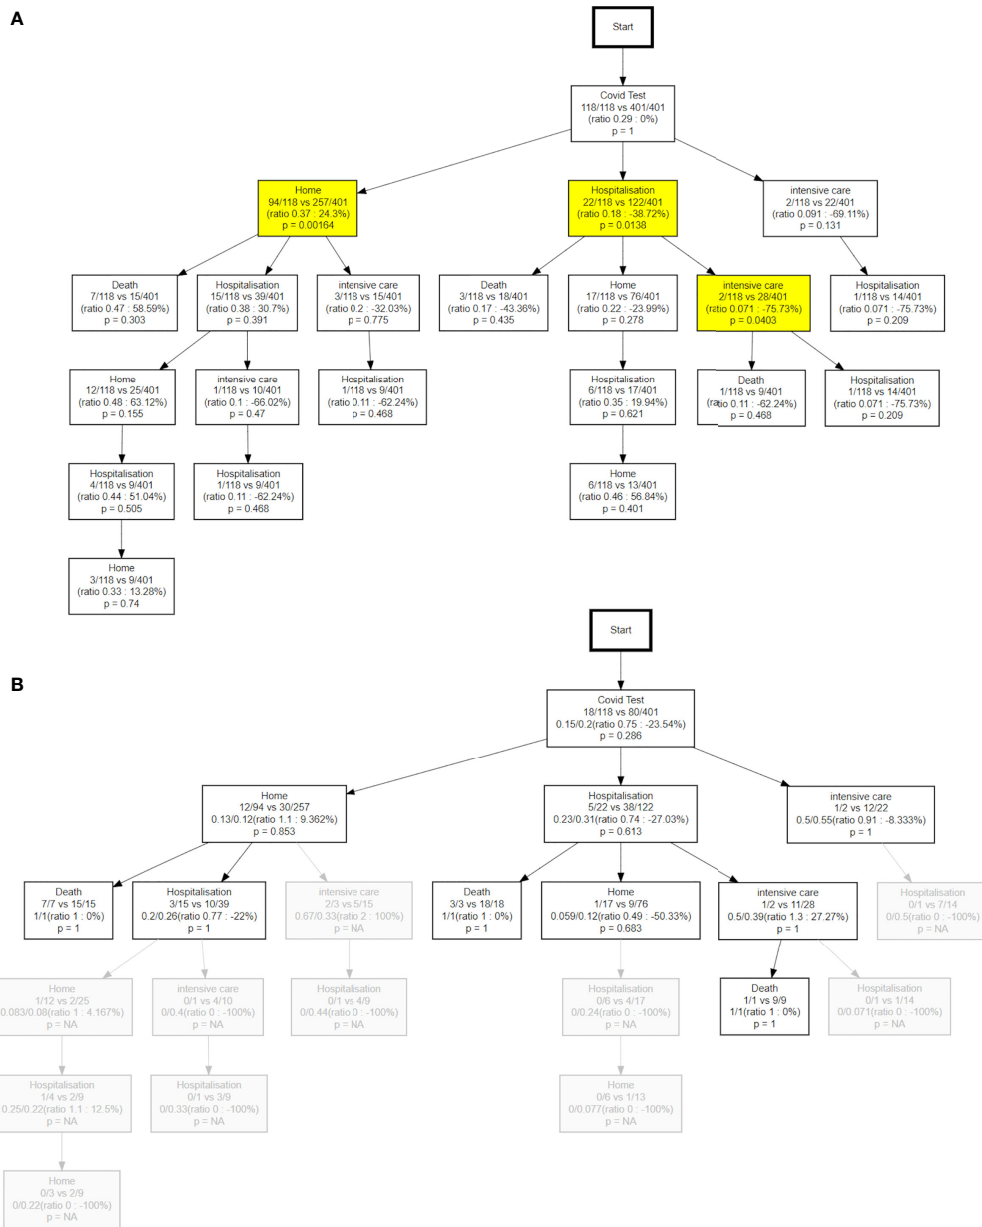 A
Start
Covid Test
118/118 vs 401/401
(ratio 0.29 : 0%)
p = 1
Home
94/118 vs 257/401
(ratio 0.37 : 24.3%)
p = 0.00164
Hospitalisation
22/118 vs 122/401
(ratio 0.18 : -38.72%)
p = 0.0138
intensive care
2/118 vs 22/401
(ratio 0.091 : -69.11%)
p = 0.131
Death
7/118 vs 15/401
(ratio 0.47 : 58.59%)
p = 0.303
Hospitalisation
15/118 vs 39/401
(ratio 0.38 : 30.7%)
p = 0.391
intensive care
3/118 vs 15/401
(ratio 0.2 : -32.03%)
p = 0.775
Death
3/118 vs 18/401
(ratio 0.17 : -43.36%)
p = 0.435
Home
17/118 vs 76/401
(ratio 0.22 : -23.99%)
p = 0.278
intensive care
2/118 vs 28/401
(ratio 0.071 : -75.73%)
p = 0.0403
Hospitalisation
1/118 vs 14/401
(ratio 0.071 : -75.73%)
p = 0.209
Home
12/118 vs 25/401
(ratio 0.48 : 63.12%)
p = 0.155
intensive care
1/118 vs 10/401
(ratio 0.1 : -66.02%)
p = 0.47
Hospitalisation
1/118 vs 9/401
(ratio 0.11 : -62.24%)
p = 0.468
Hospitalisation
6/118 vs 17/401
(ratio 0.35 : 19.94%)
p = 0.621
Death
1/118 vs 9/401
(ratio 0.11 : -62.24%)
p = 0.468
Hospitalisation
1/118 vs 14/401
(ratio 0.071 : -75.73%)
p = 0.209
Hospitalisation
4/118 vs 9/401
(ratio 0.44 : 51.04%)
p = 0.505
Hospitalisation
1/118 vs 9/401
(ratio 0.11 : -62.24%)
p = 0.468
Home
6/118 vs 13/401
(ratio 0.46 : 56.84%)
p = 0.401
Home
3/118 vs 9/401
(ratio 0.33 : 13.28%)
p = 0.74
B
Start
Covid Test
18/118 vs 80/401
0.15/0.2(ratio 0.75 : -23.54%)
p = 0.286
Home
12/94 vs 30/257
0.13/0.12(ratio 1.1 : 9.362%)
p = 0.853
Hospitalisation
5/22 vs 38/122
0.23/0.31(ratio 0.74 : -27.03%)
p = 0.613
intensive care
1/2 vs 12/22
0.5/0.55(ratio 0.91 : -8.333%)
p = 1
Death
7/7 vs 15/15
1/1(ratio 1 : 0%)
p = 1
Hospitalisation
3/15 vs 10/39
0.2/0.26(ratio 0.77 : -22%)
p = 1
intensive care
2/3 vs 5/15
0.67/0.33(ratio 2 : 100%)
p = NA
Death
3/3 vs 18/18
1/1(ratio 1 : 0%)
p = 1
Home
1/17 vs 9/76
0.059/0.12(ratio 0.49 : -50.33%)
p = 0.683
intensive care
1/2 vs 11/28
0.5/0.39(ratio 1.3 : 27.27%)
p = 1
Hospitalisation
0/1 vs 7/14
0/0.5(ratio 0 : -100%)
p = NA
Home
1/12 vs 2/25
0.083/0.08(ratio 1 : 4.167%)
p = NA
intensive care
0/1 vs 4/10
0/0.4(ratio 0 : -100%)
p = NA
Hospitalisation
0/1 vs 4/9
0/0.44(ratio 0 : -100%)
p = NA
Hospitalisation
0/6 vs 4/17
0/0.24(ratio 0 : -100%)
p = NA
Death
1/1 vs 9/9
1/1(ratio 1 : 0%)
p = 1
Hospitalisation
0/1 vs 1/14
0/0.071(ratio 0 : -100%)
p = NA
Hospitalisation
1/4 vs 2/9
0.25/0.22(ratio 1.1 : 12.5%)
p = NA
Hospitalisation
0/1 vs 3/9
0/0.33(ratio 0 : -100%)
p = NA
Home
0/6 vs 1/13
0/0.077(ratio 0 : -100%)
p = NA
Home
0/3 vs 2/9
0/0.22(ratio 0 : -100%)
p = NA